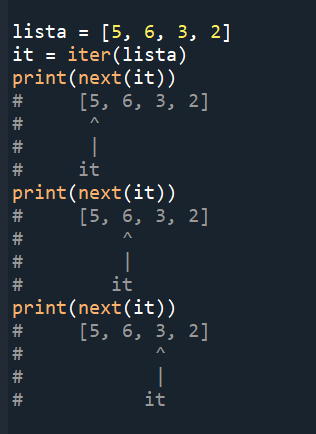 lista = [5, 6, 3, 2]
it = iter(lista)
print(next(it))
#     [5, 6, 3, 2]
#      ^
#      |
#     it
print(next(it))
#     [5, 6, 3, 2]
#         ^
#         |
#        it
print(next(it))
#     [5, 6, 3, 2]
#            ^
#            |
#           it